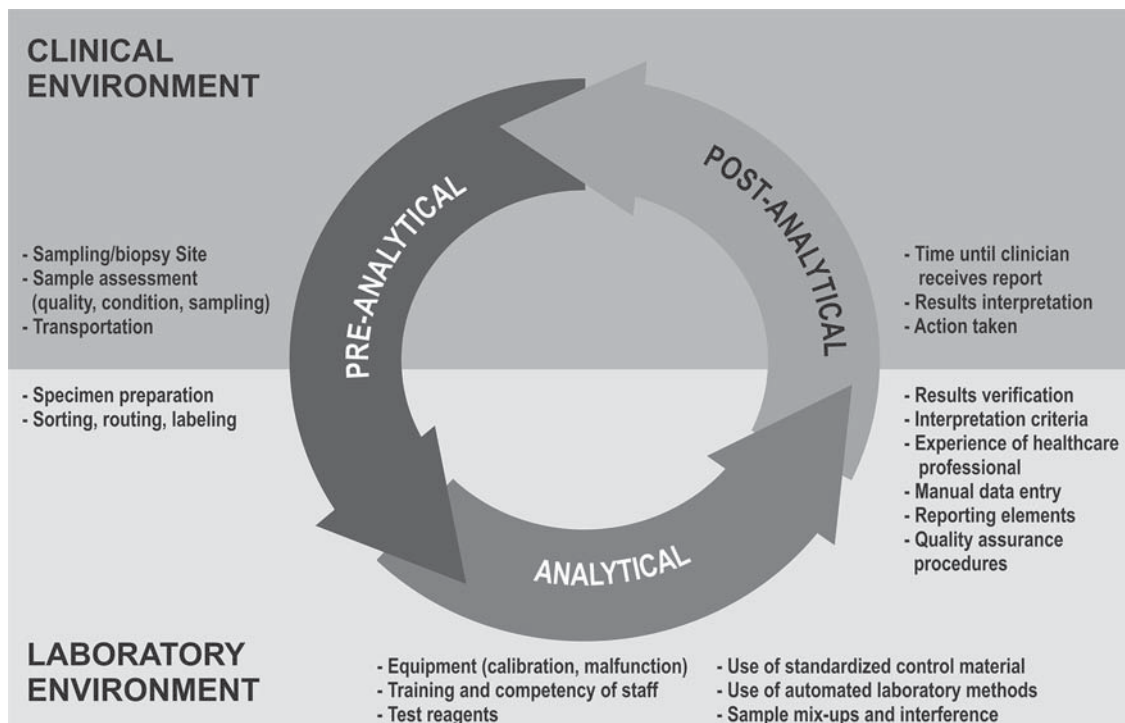 CLINICAL
ENVIRONMENT
PRE-ANALYTICAL
POST-ANALYTICAL
- Sampling/biopsy Site
- Sample assessment
(quality, condition, sampling)
- Transportation
- Time until clinician
receives report
- Results interpretation
- Action taken
- Specimen preparation
- Sorting, routing, labeling
- Results verification
- Interpretation criteria
- Experience of healthcare
professional
- Manual data entry
- Reporting elements
- Quality assurance
procedures
ANALYTICAL
LABORATORY
ENVIRONMENT
- Equipment (calibration, malfunction)
- Training and competency of staff
- Test reagents
- Use of standardized control material
- Use of automated laboratory methods
- Sample mix-ups and interference